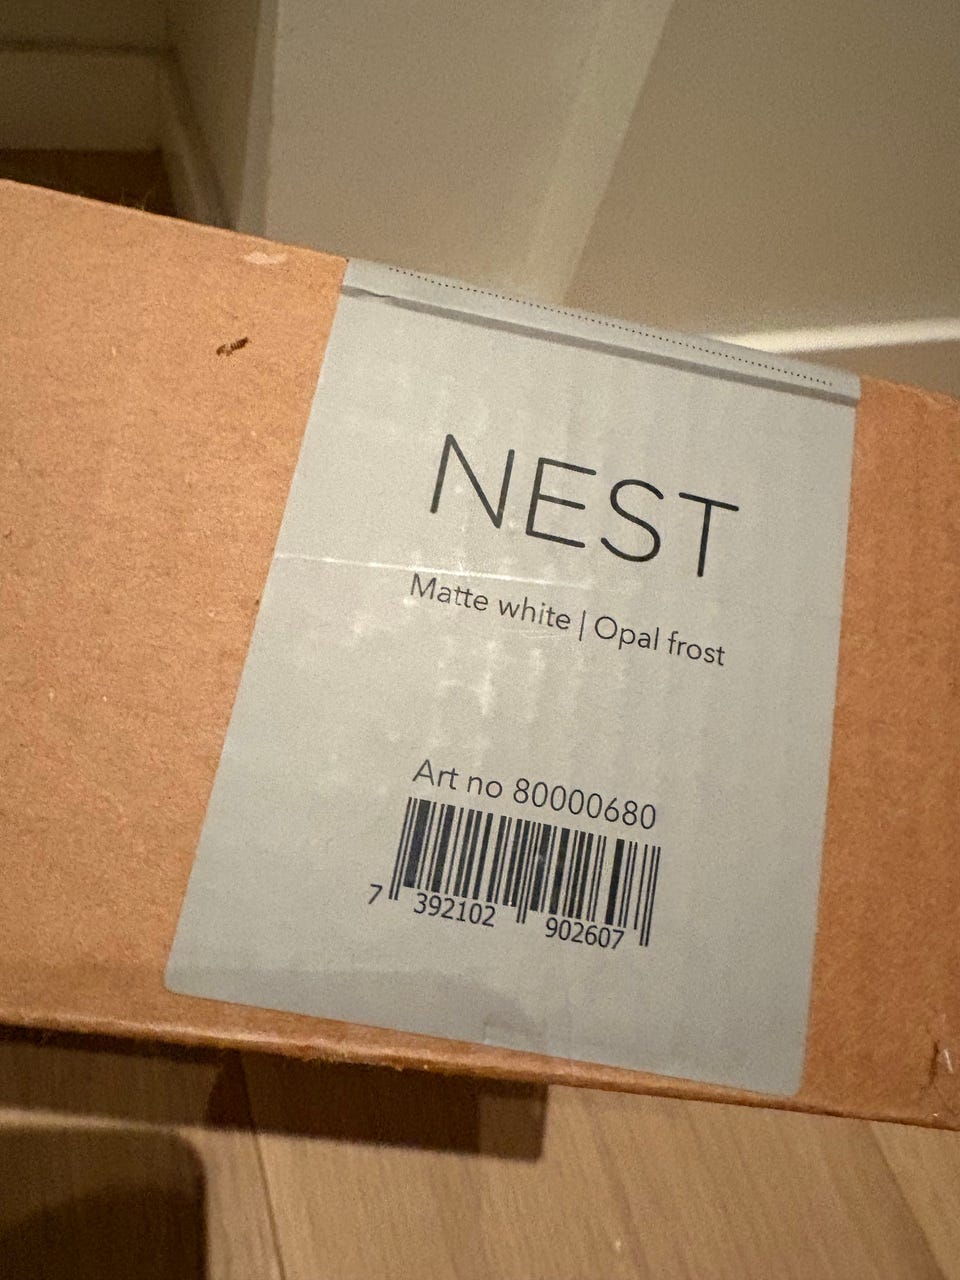 NEST
Matte white | Opal frost
Art no 80000680
7 392102 902607